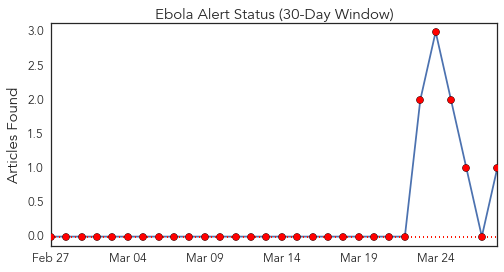 Ebola Alert Status (30-Day Window)
Articles Found
3.0
2.5
2.0
1.5
1.0
0.5
0.0
Feb 27 Mar 04 Mar 09 Mar 14 Mar 19 Mar 24